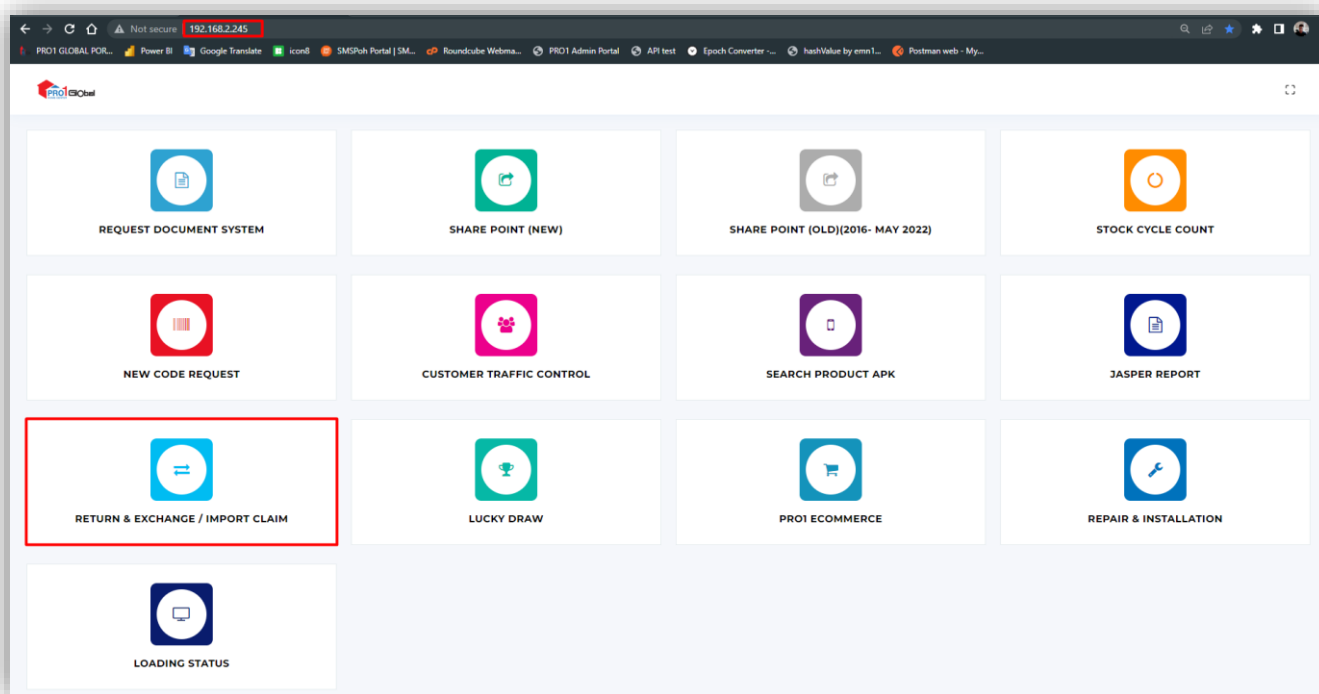 Not secure 192.168.2.245
PRO1 GLOBAL POR... Power BI Google Translate icon8 SMSPoh Portal | SM... Roundcube Webma... PRO1 Admin Portal API test Epoch Converter -... hashValue by emn1... Postman web - My...
PRO1 Global
REQUEST DOCUMENT SYSTEM
SHARE POINT (NEW)
SHARE POINT (OLD)(2016- MAY 2022)
STOCK CYCLE COUNT
NEW CODE REQUEST
CUSTOMER TRAFFIC CONTROL
SEARCH PRODUCT APK
JASPER REPORT
RETURN & EXCHANGE / IMPORT CLAIM
LUCKY DRAW
PRO1 ECOMMERCE
REPAIR & INSTALLATION
LOADING STATUS